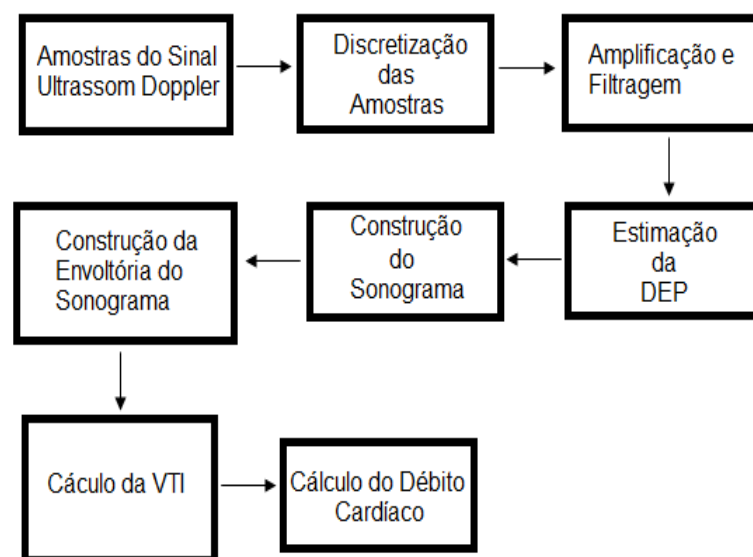 Amostras do Sinal
Ultrassom Doppler
Discretização
das
Amostras
Amplificação e
Filtragem
Estimação
da
DEP
Construção
do
Sonograma
Construção da
Envoltória do
Sonograma
Cáculo da VTI
Cálculo do Débito
Cardíaco